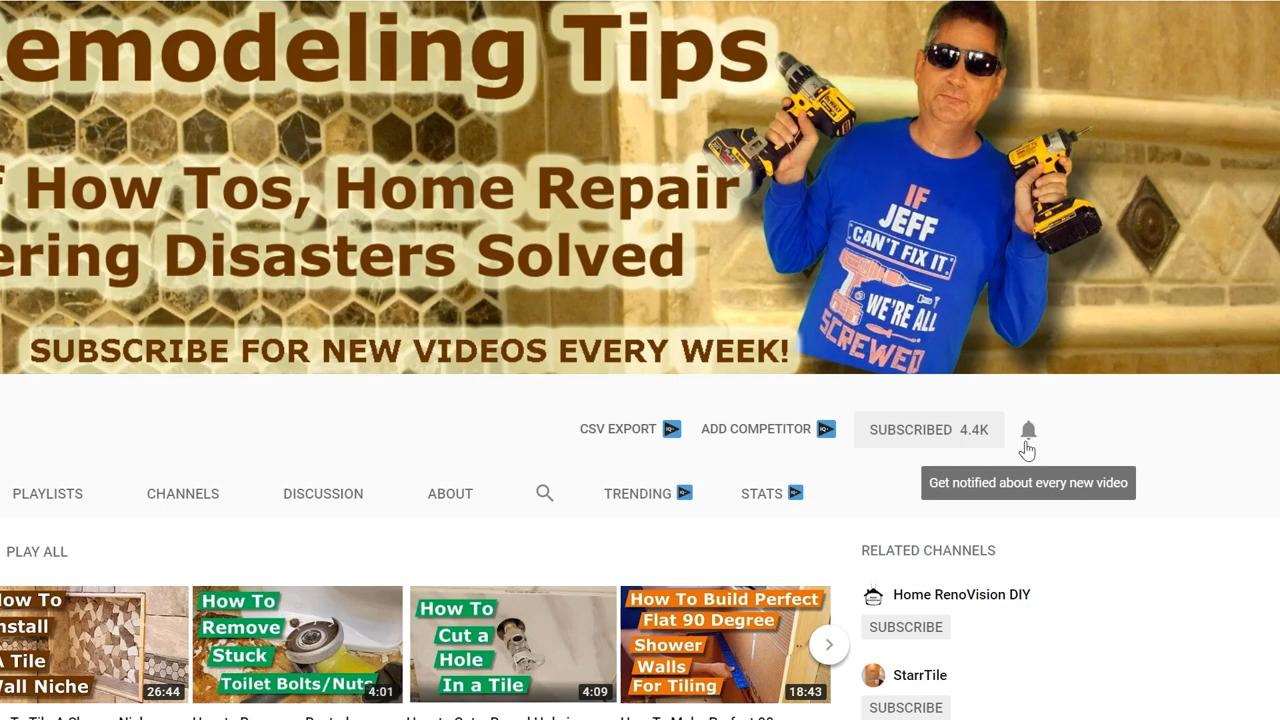 Remodeling Tips
How Tos, Home Repair
ering Disasters Solved
SUBSCRIBE FOR NEW VIDEOS EVERY WEEK!
IF
JEFF
CAN'T FIX IT
WE'RE ALL
SCREWED
CSV EXPORT
ADD COMPETITOR
SUBSCRIBED 4.4K
Get notified about every new video
PLAYLISTS
CHANNELS
DISCUSSION
ABOUT
TRENDING
STATS
PLAY ALL
RELATED CHANNELS
How To
Install
A Tile
Wall Niche
26:44
How To
Remove
Stuck
Toilet Bolts/Nuts
4:01
How To
Cut a
Hole
In a Tile
4:09
How To Build Perfect
Flat 90 Degree
Shower
Walls
For Tiling
18:43
Home RenoVision DIY
SUBSCRIBE
StarrTile
SUBSCRIBE